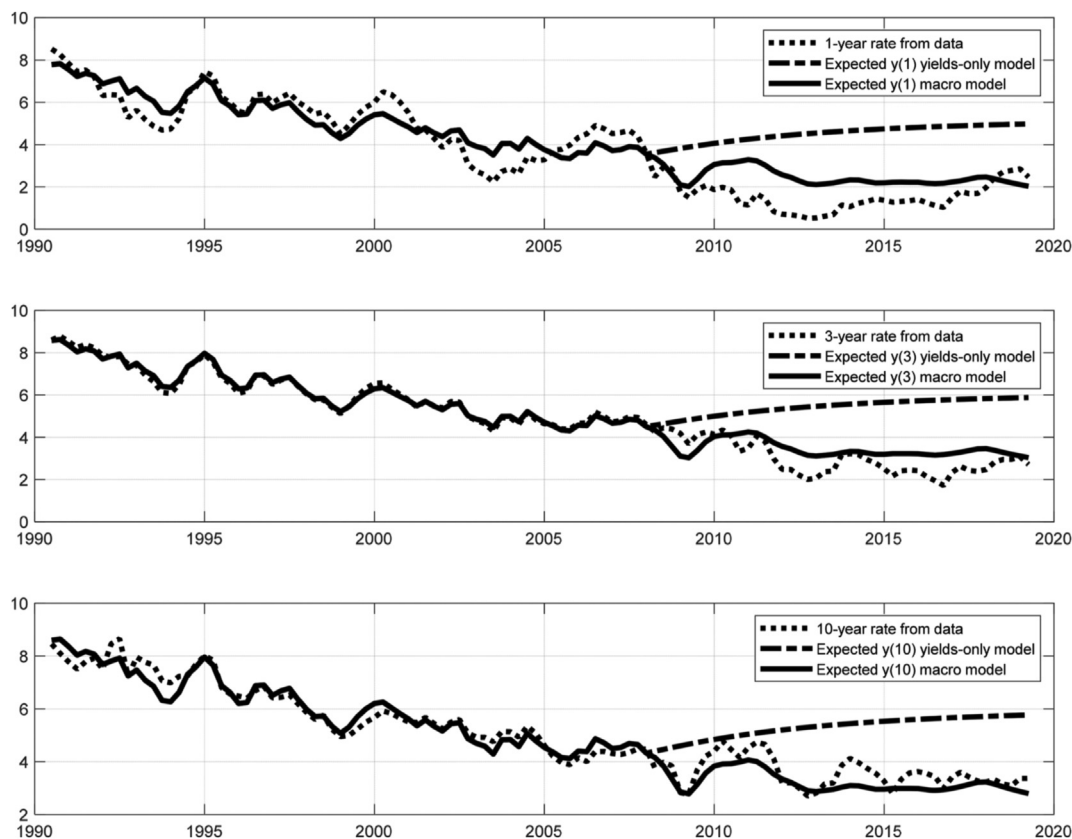 10
8
6
4
2
0
1-year rate from data
Expected y(1) yields-only model
Expected y(1) macro model
1990 1995 2000 2005 2010 2015 2020
10
8
6
4
2
0
3-year rate from data
Expected y(3) yields-only model
Expected y(3) macro model
1990 1995 2000 2005 2010 2015 2020
10
8
6
4
2
10-year rate from data
Expected y(10) yields-only model
Expected y(10) macro model
1990 1995 2000 2005 2010 2015 2020